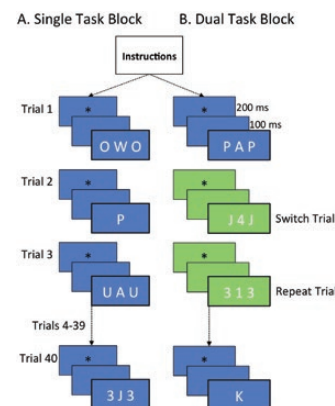 A. Single Task Block
B. Dual Task Block
Instructions
Trial 1
*
*
200 ms
100 ms
O W O
P A P
Trial 2
*
*
P
J 4 J
Switch Trial
Trial 3
*
*
U A U
3 1 3
Repeat Trial
Trials 4-39
Trial 40
*
*
3 J 3
K